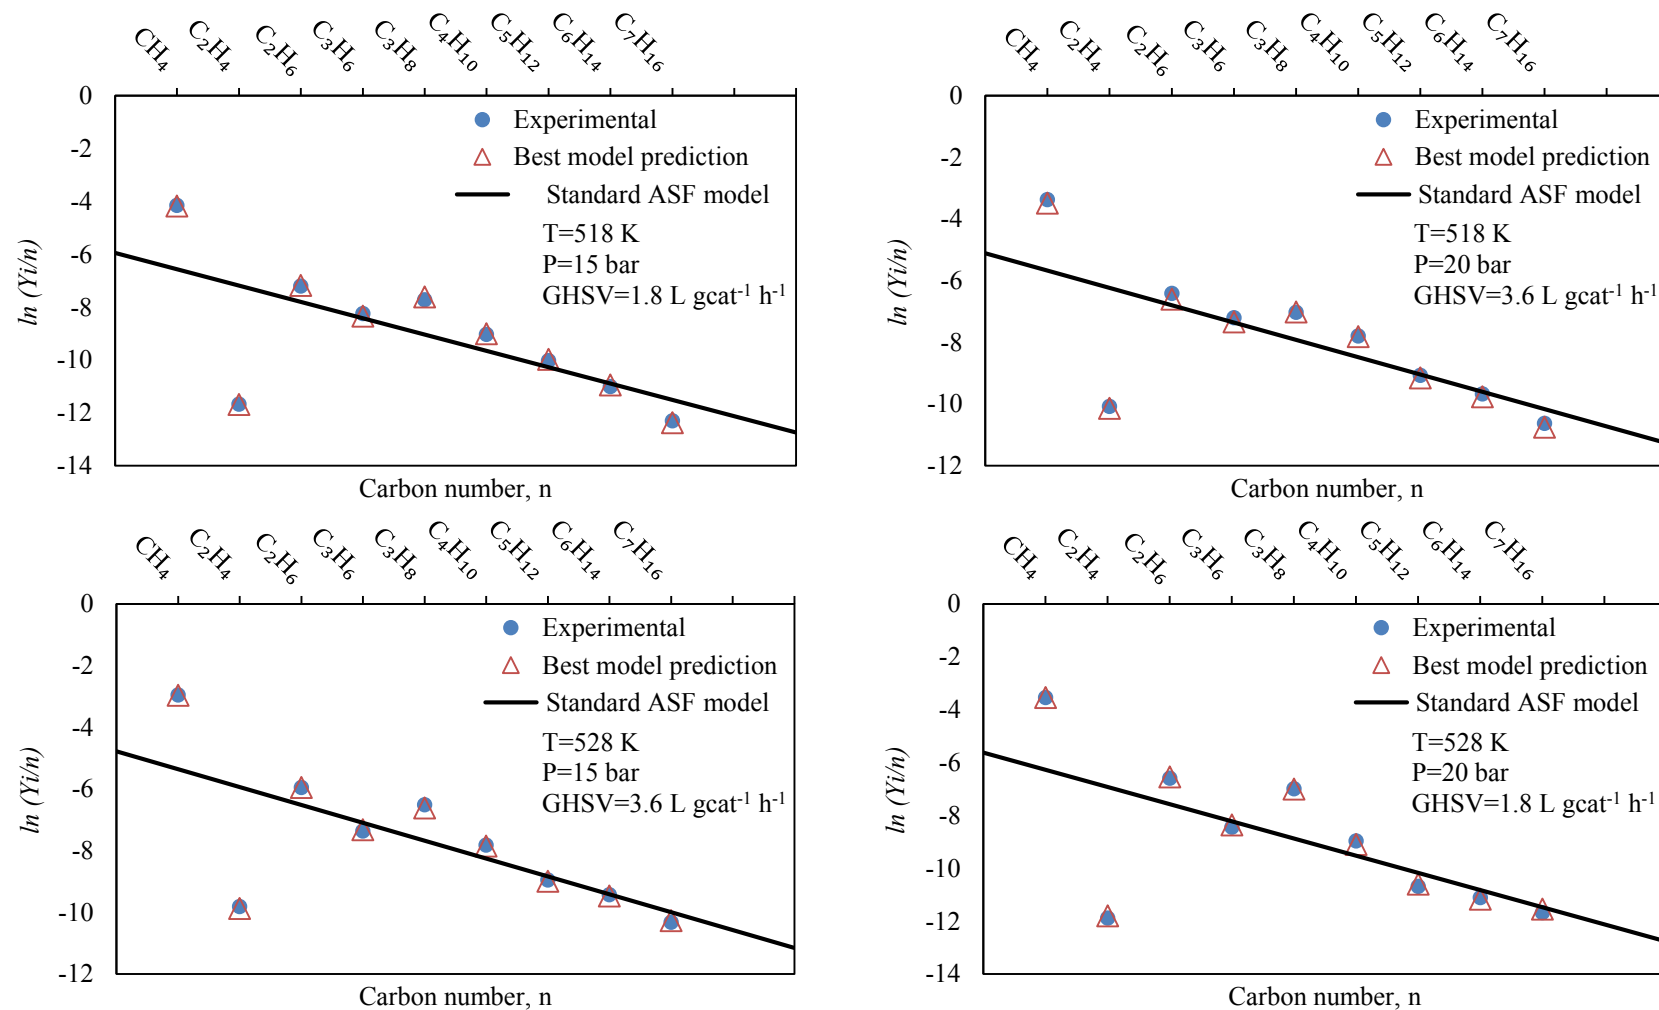 CH₄ C₂H₄ C₂H₆ C₃H₆ C₃H₈ C₄H₁₀ C₅H₁₂ C₆H₁₄ C₇H₁₆
0
-2
-4
-6
-8
-10
-12
-14
ln (Yi/n)
Experimental
Best model prediction
Standard ASF model
T=518 K
P=15 bar
GHSV=1.8 L gcat⁻¹ h⁻¹
Carbon number, n
CH₄ C₂H₄ C₂H₆ C₃H₆ C₃H₈ C₄H₁₀ C₅H₁₂ C₆H₁₄ C₇H₁₆
0
-2
-4
-6
-8
-10
-12
ln (Yi/n)
Experimental
Best model prediction
Standard ASF model
T=518 K
P=20 bar
GHSV=3.6 L gcat⁻¹ h⁻¹
Carbon number, n
CH₄ C₂H₄ C₂H₆ C₃H₆ C₃H₈ C₄H₁₀ C₅H₁₂ C₆H₁₄ C₇H₁₆
0
-2
-4
-6
-8
-10
-12
ln (Yi/n)
Experimental
Best model prediction
Standard ASF model
T=528 K
P=15 bar
GHSV=3.6 L gcat⁻¹ h⁻¹
Carbon number, n
CH₄ C₂H₄ C₂H₆ C₃H₆ C₃H₈ C₄H₁₀ C₅H₁₂ C₆H₁₄ C₇H₁₆
0
-2
-4
-6
-8
-10
-12
-14
ln (Yi/n)
Experimental
Best model prediction
Standard ASF model
T=528 K
P=20 bar
GHSV=1.8 L gcat⁻¹ h⁻¹
Carbon number, n